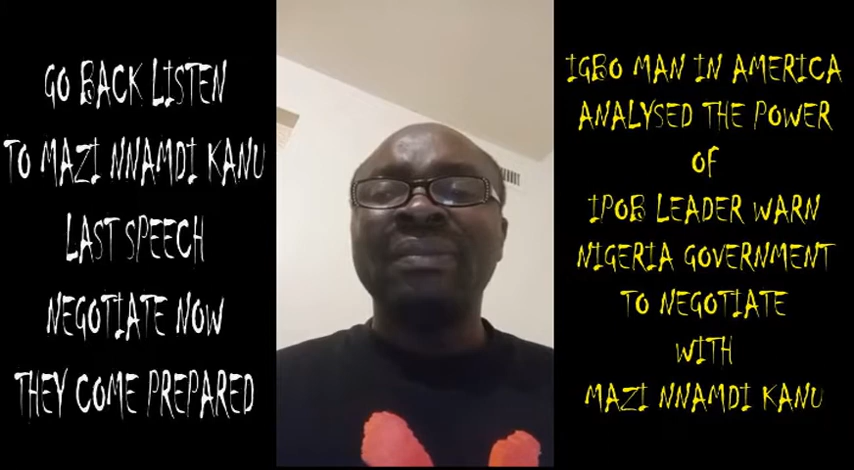 GO BACK LISTEN
TO MAZI NNAMDI KANU
LAST SPEECH
NEGOTIATE NOW
THEY COME PREPARED
IGBO MAN IN AMERICA
ANALYSED THE POWER
OF
IPOB LEADER WARN
NIGERIA GOVERNMENT
TO NEGOTIATE
WITH
MAZI NNAMDI KANU